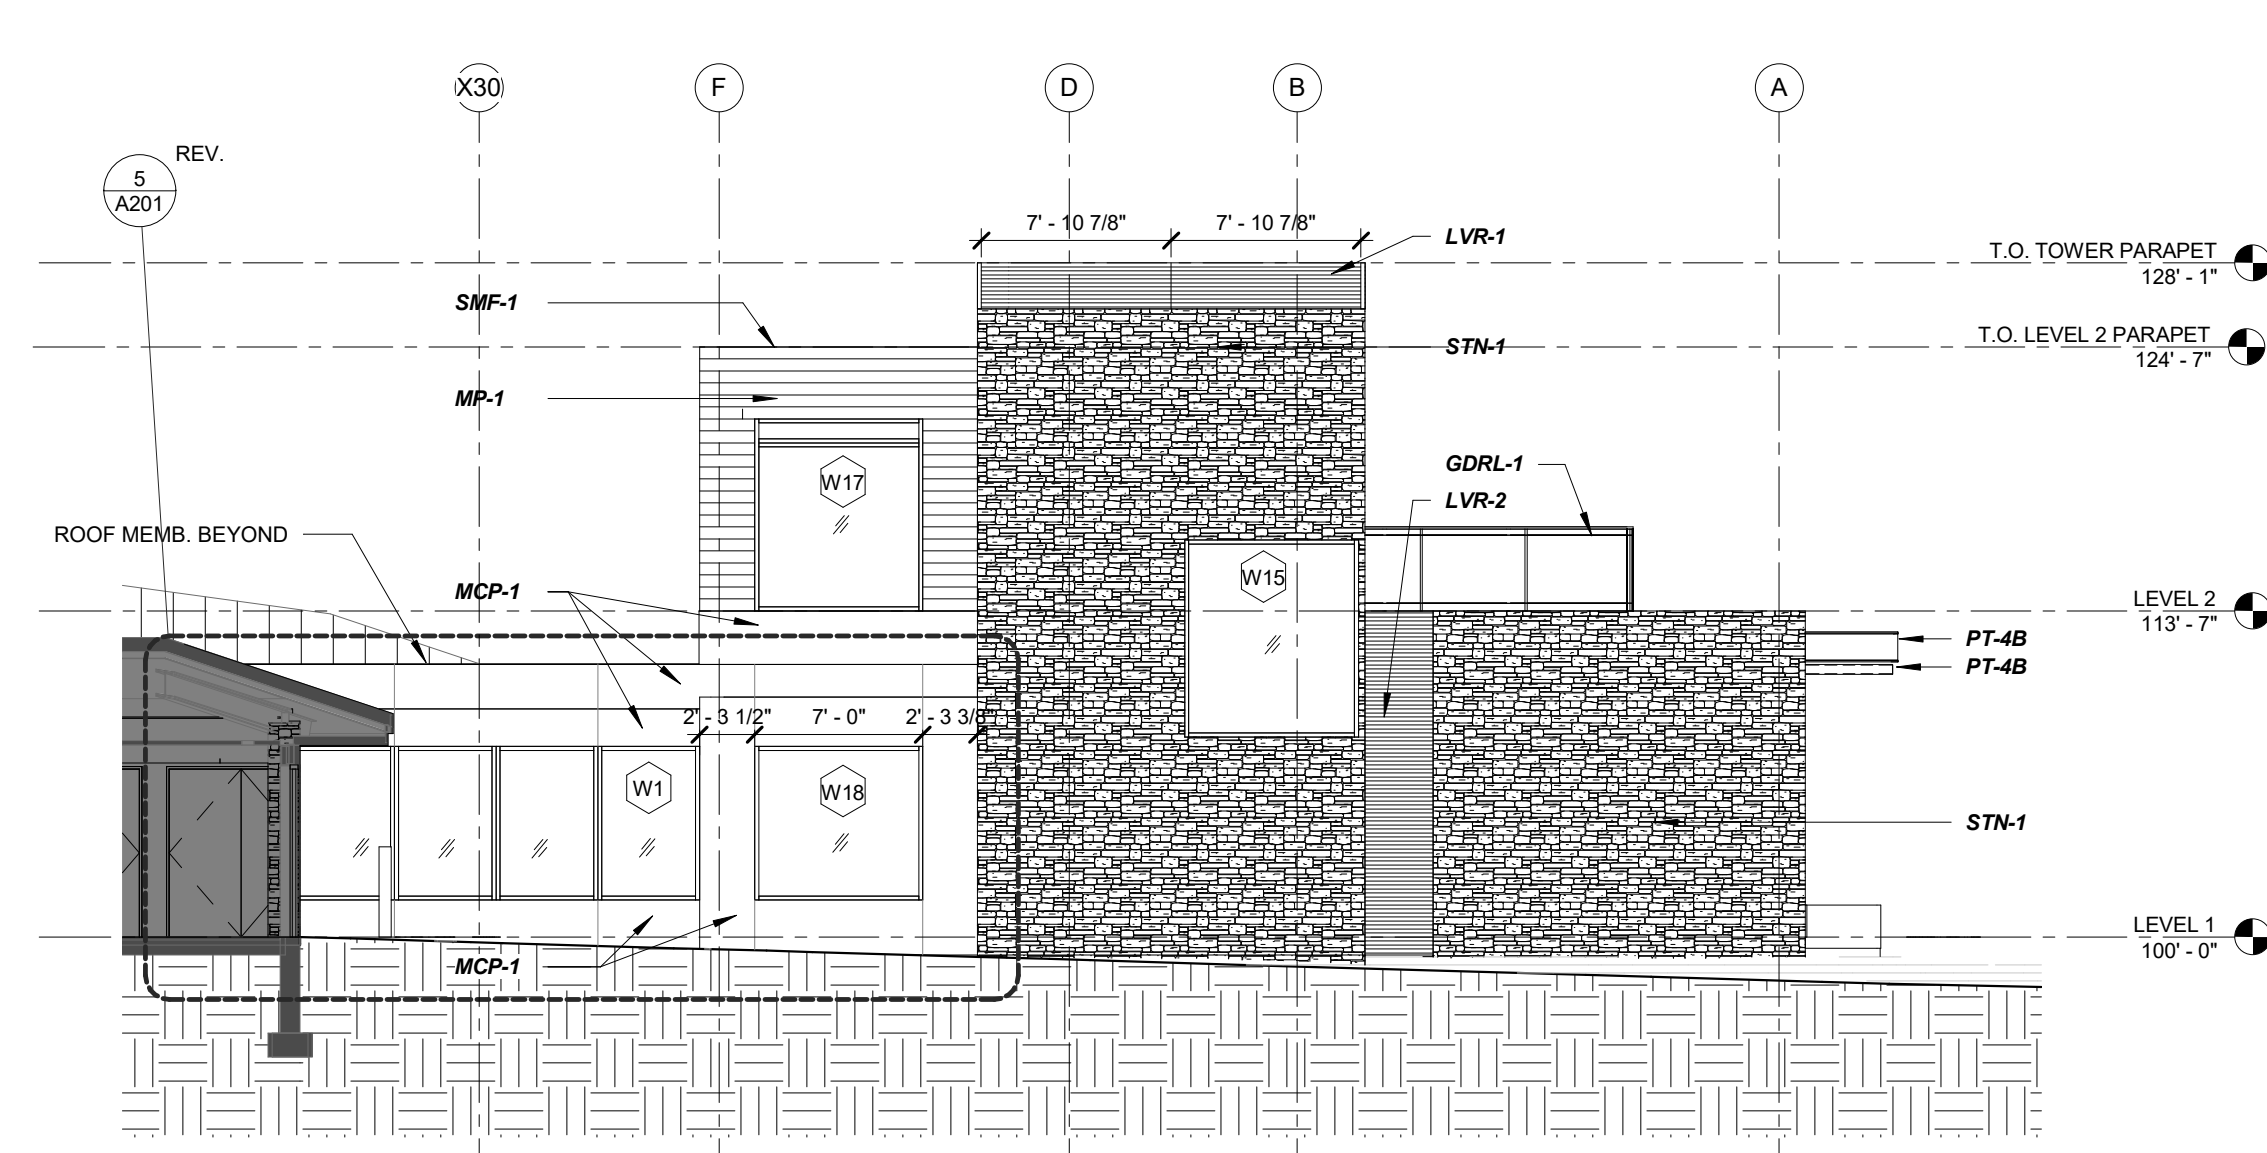 X30
F
D
B
A
REV.
5
A201
7' - 10 7/8"
7' - 10 7/8"
LVR-1
T.O. TOWER PARAPET
128' - 1"
SMF-1
STN-1
T.O. LEVEL 2 PARAPET
124' - 7"
MP-1
GDRL-1
W17
LVR-2
ROOF MEMB. BEYOND
W15
MCP-1
LEVEL 2
113' - 7"
PT-4B
PT-4B
2' - 3 1/2"
7' - 0"
2' - 3 3/8"
W1
W18
STN-1
LEVEL 1
100' - 0"
MCP-1